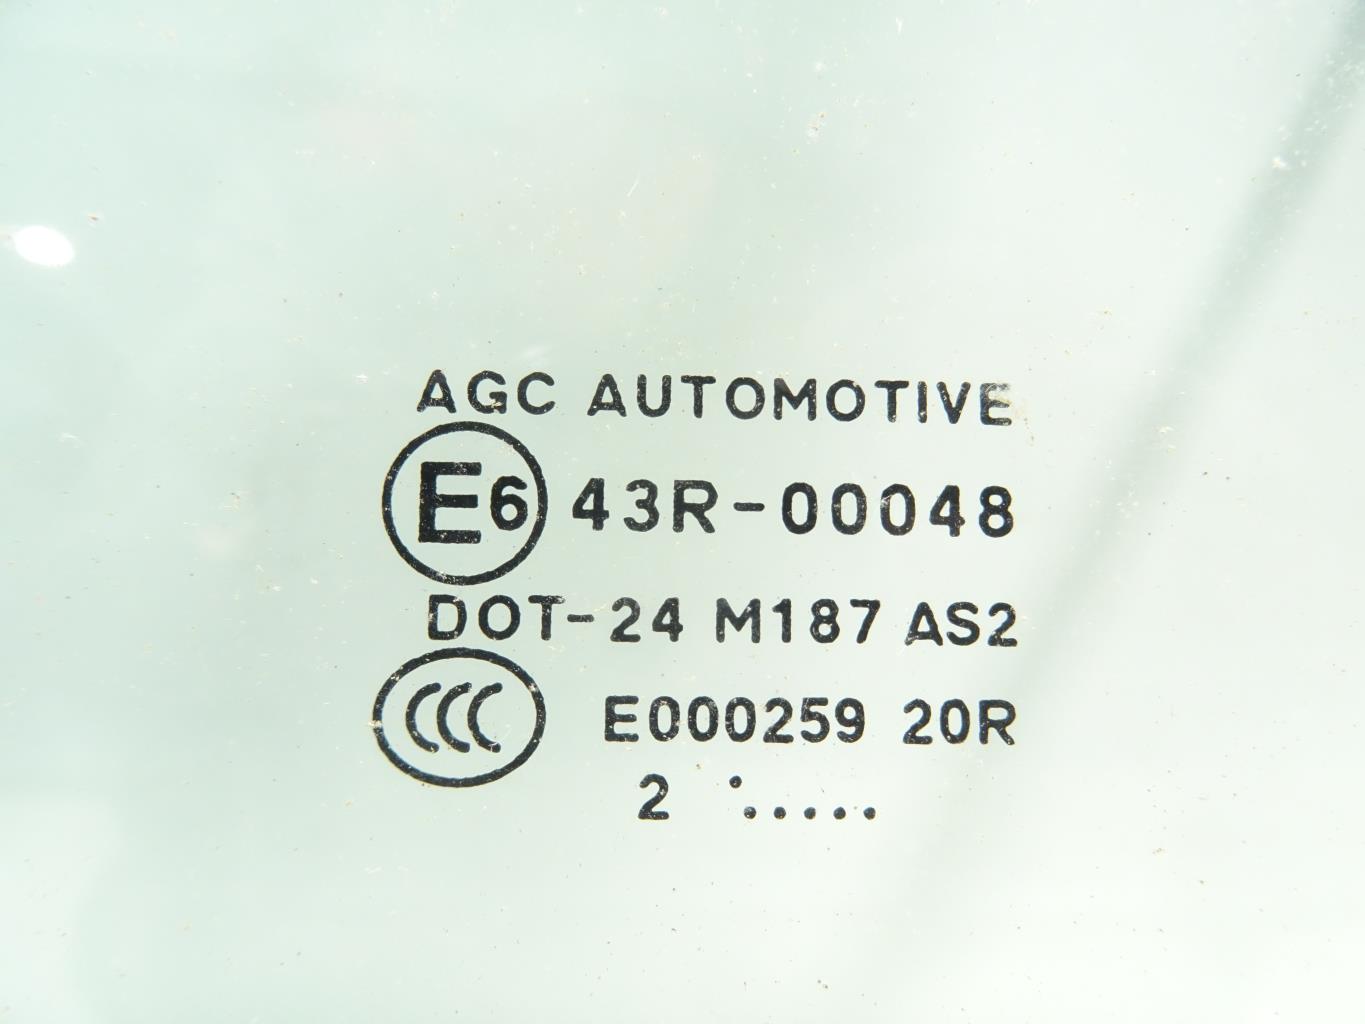 AGC AUTOMOTIVE
E6 43R-00048
DOT-24 M187 AS2
CCC E000259 20R
2 ·.....